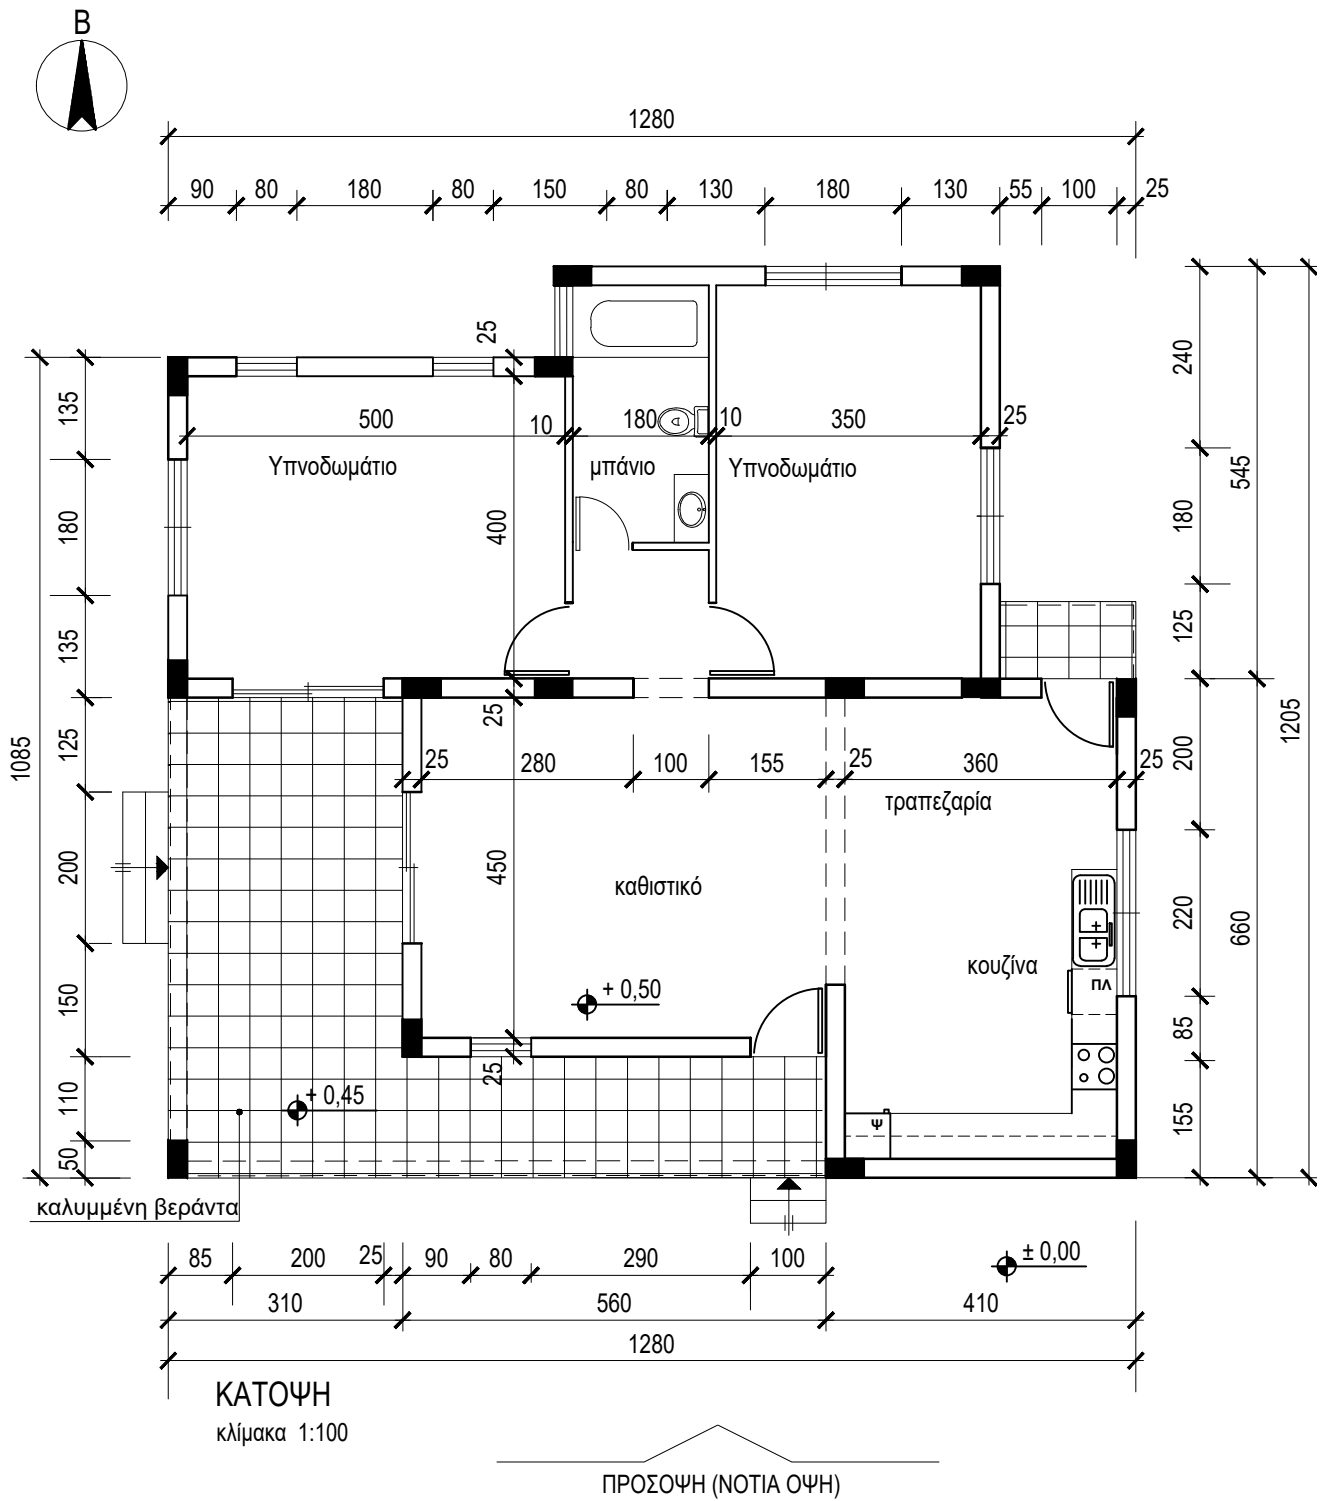 Β
1280
90 80 180 80 150 80 130 180 130 55 100 25
25
500 10 180 10 350 25
Υπνοδωμάτιο μπάνιο Υπνοδωμάτιο
400
135
180
135
125
200
150
110
50
1085
240
180
125
200
220
85
155
545
660
1205
25
25 280 100 155 25 360 25
τραπεζαρία
450
καθιστικό
κουζίνα
ΠΛ
+ 0,50
25
+ 0,45
Ψ
καλυμμένη βεράντα
± 0,00
85 200 25 90 80 290 100
310 560 410
1280
ΚΑΤΟΨΗ
κλίμακα 1:100
ΠΡΟΣΟΨΗ (ΝΟΤΙΑ ΟΨΗ)